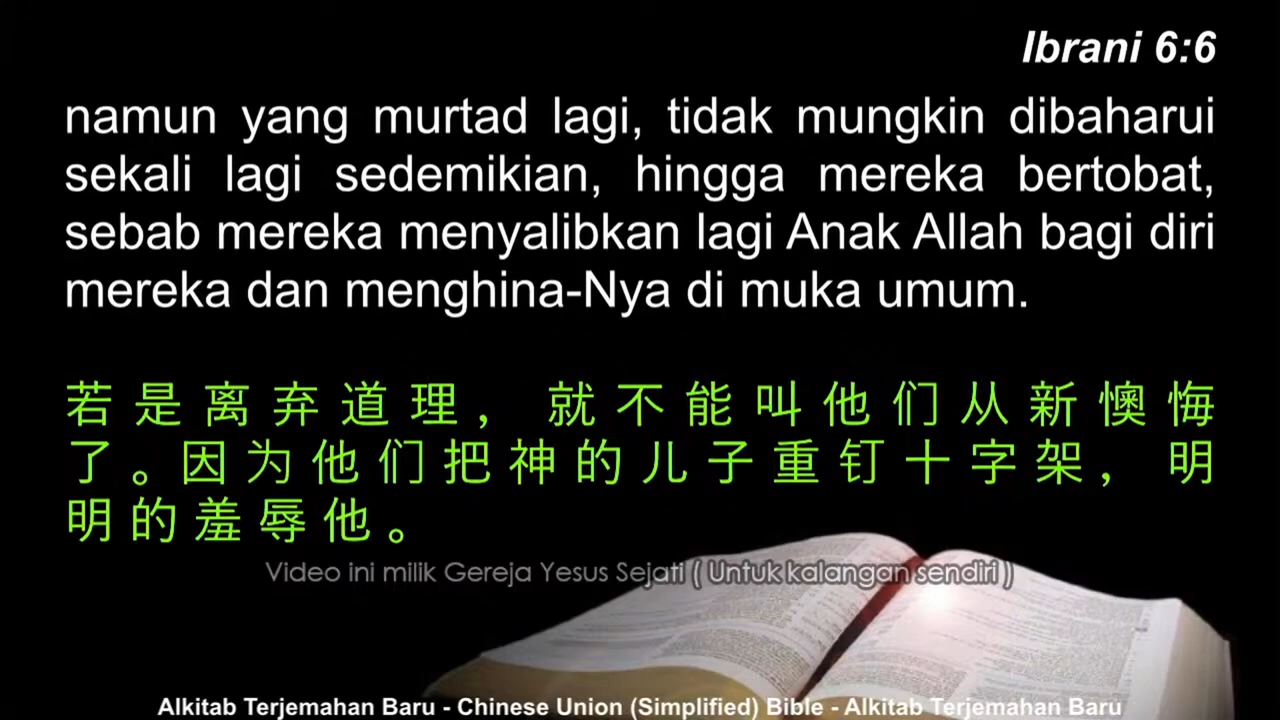 Ibrani 6:6
namun yang murtad lagi, tidak mungkin dibaharui
sekali lagi sedemikian, hingga mereka bertobat,
sebab mereka menyalibkan lagi Anak Allah bagi diri
mereka dan menghina-Nya di muka umum.
若是离弃道理，就不能叫他们从新懊悔
了。因为他们把神的儿子重钉十字架，明
明的羞辱他。
Video ini milik Gereja Yesus Sejati ( Untuk kalangan sendiri )
Alkitab Terjemahan Baru - Chinese Union (Simplified) Bible - Alkitab Terjemahan Baru